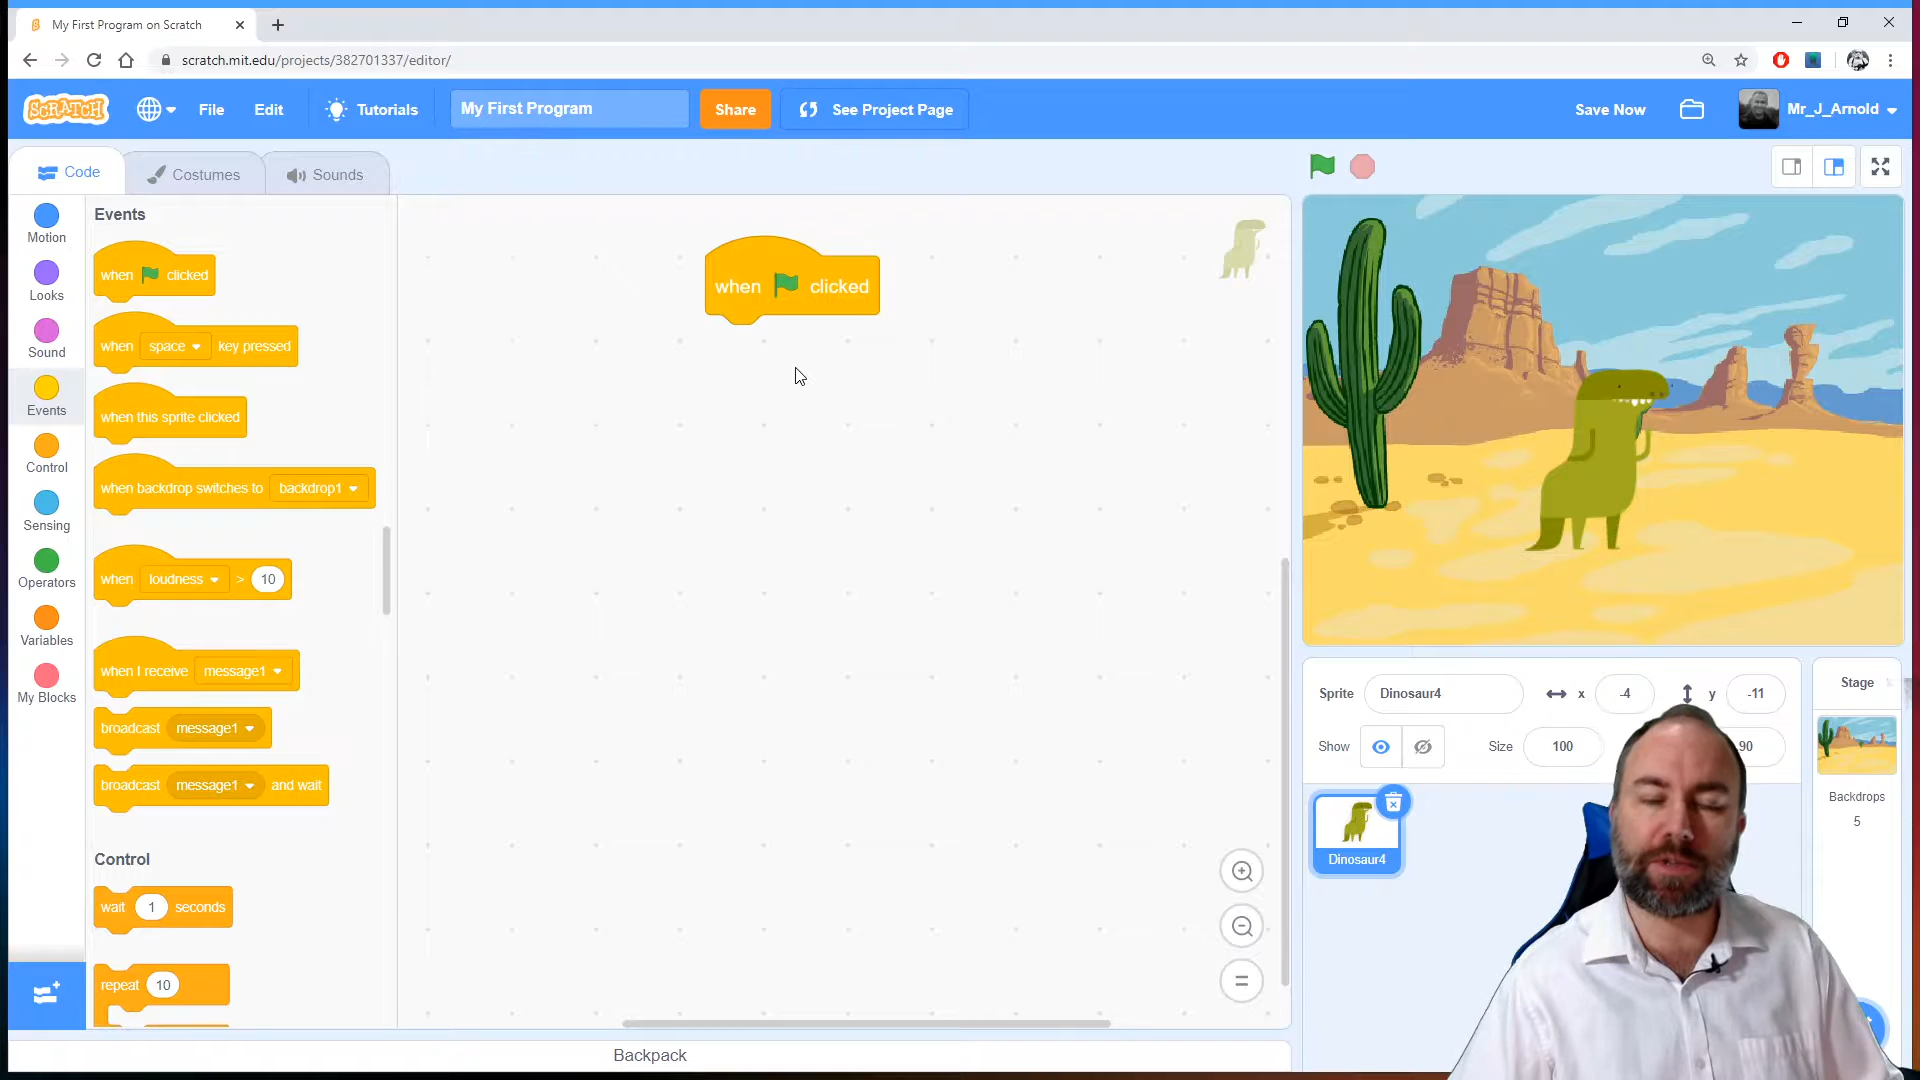 My First Program on Scratch
scratch.mit.edu/projects/382701337/editor/
SCRATCH
File
Edit
Tutorials
My First Program
Share
See Project Page
Save Now
Mr_J_Arnold
Code
Costumes
Sounds
Motion
Looks
Sound
Events
Control
Sensing
Operators
Variables
My Blocks
Events
when clicked
when space key pressed
when this sprite clicked
when backdrop switches to backdrop1
when loudness > 10
when I receive message1
broadcast message1
broadcast message1 and wait
Control
wait 1 seconds
repeat 10
when clicked
Backpack
Sprite Dinosaur4 x -4 y -11
Show Size 100 90
Dinosaur4
Stage
Backdrops
5